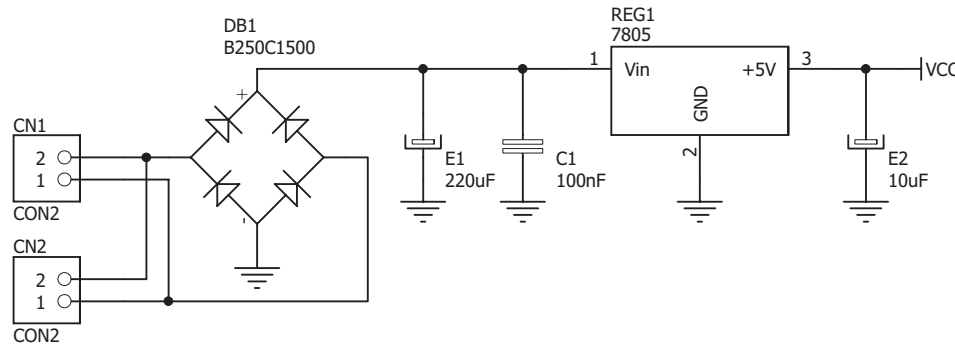 DB1
B250C1500
REG1
7805
1
Vin
+5V
3
VCC
GND
2
+
-
CN1
2
1
CON2
E1
220uF
C1
100nF
E2
10uF
CN2
2
1
CON2